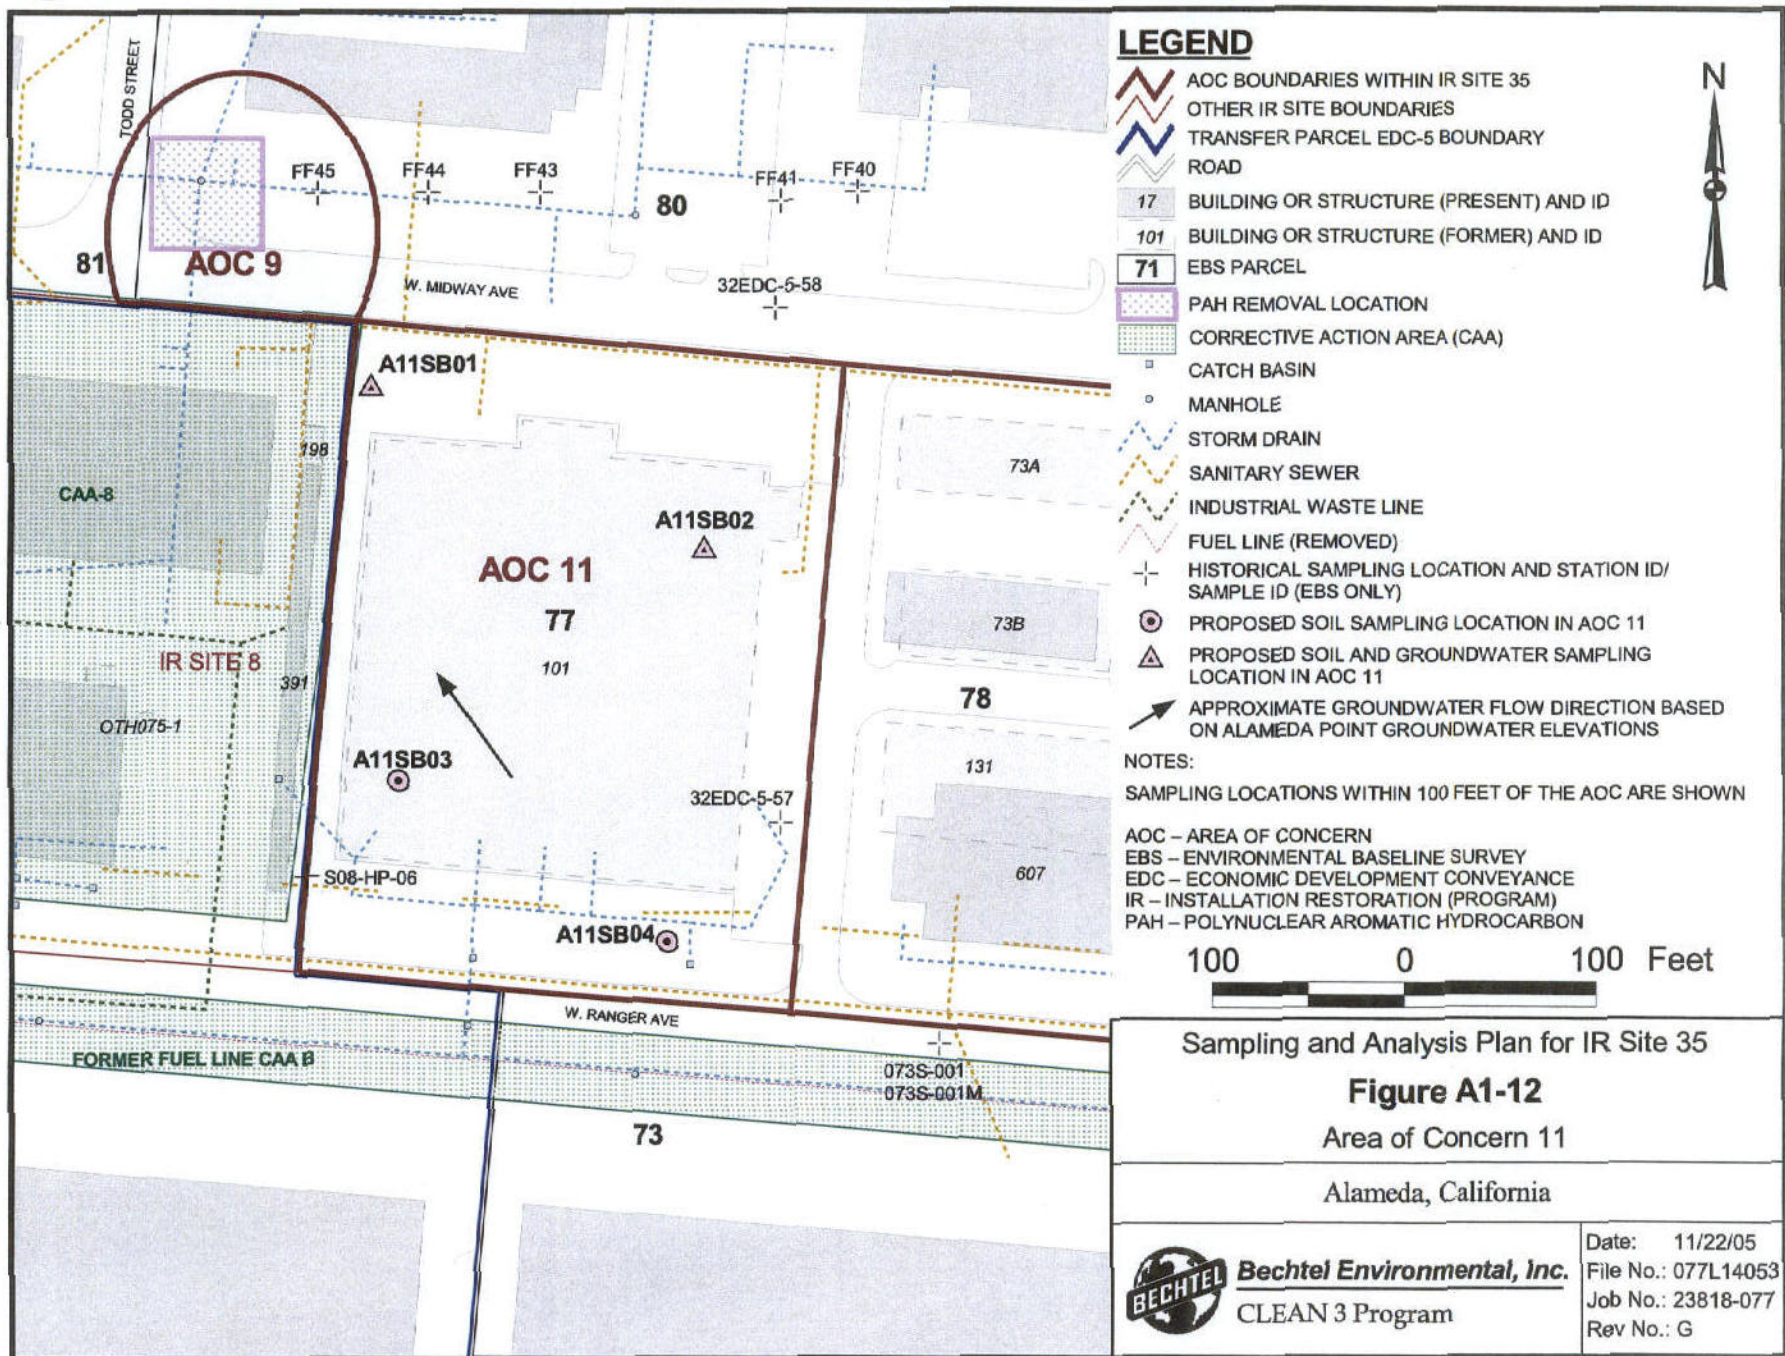 TODD STREET
FF45
FF44
FF43
FF41
FF40
80
81
AOC 9
W. MIDWAY AVE
32EDC-5-58
A11SB01
198
CAA-8
73A
A11SB02
AOC 11
77
101
73B
IR SITE 8
391
OTH075-1
78
A11SB03
131
32EDC-5-57
S08-HP-06
607
A11SB04
W. RANGER AVE
FORMER FUEL LINE CAA B
073S-001
073S-001M
73
LEGEND
AOC BOUNDARIES WITHIN IR SITE 35
OTHER IR SITE BOUNDARIES
TRANSFER PARCEL EDC-5 BOUNDARY
ROAD
17 BUILDING OR STRUCTURE (PRESENT) AND ID
101 BUILDING OR STRUCTURE (FORMER) AND ID
71 EBS PARCEL
PAH REMOVAL LOCATION
CORRECTIVE ACTION AREA (CAA)
CATCH BASIN
MANHOLE
STORM DRAIN
SANITARY SEWER
INDUSTRIAL WASTE LINE
FUEL LINE (REMOVED)
HISTORICAL SAMPLING LOCATION AND STATION ID/
SAMPLE ID (EBS ONLY)
PROPOSED SOIL SAMPLING LOCATION IN AOC 11
PROPOSED SOIL AND GROUNDWATER SAMPLING
LOCATION IN AOC 11
APPROXIMATE GROUNDWATER FLOW DIRECTION BASED
ON ALAMEDA POINT GROUNDWATER ELEVATIONS
N
NOTES:
SAMPLING LOCATIONS WITHIN 100 FEET OF THE AOC ARE SHOWN
AOC – AREA OF CONCERN
EBS – ENVIRONMENTAL BASELINE SURVEY
EDC – ECONOMIC DEVELOPMENT CONVEYANCE
IR – INSTALLATION RESTORATION (PROGRAM)
PAH – POLYNUCLEAR AROMATIC HYDROCARBON
100 0 100 Feet
Sampling and Analysis Plan for IR Site 35
Figure A1-12
Area of Concern 11
Alameda, California
BECHTEL
Bechtel Environmental, Inc.
CLEAN 3 Program
Date: 11/22/05
File No.: 077L14053
Job No.: 23818-077
Rev No.: G